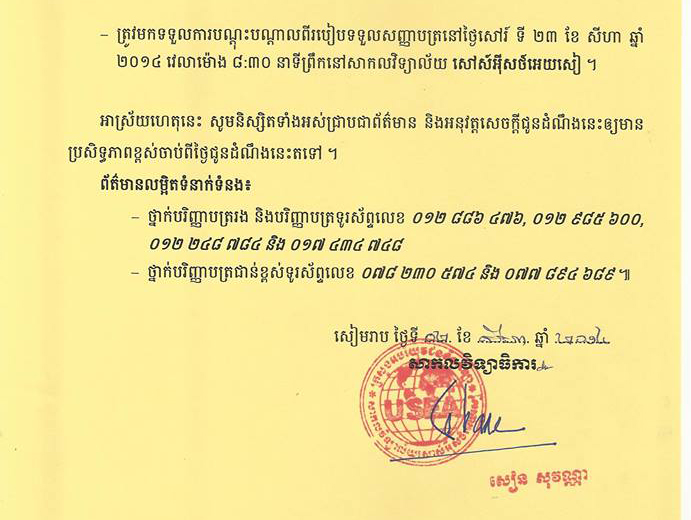 – ត្រូវមកទទួលការបណ្ដុះបណ្ដាលពីរបៀបទទួលសញ្ញាបត្រនៅថ្ងៃសៅរ៍ ទី ២៣ ខែ សីហា ឆ្នាំ
២០១៤ វេលាម៉ោង ៨:៣០ នាទីព្រឹកនៅសាកលវិទ្យាល័យ សៅស៍អ៊ីសថ៍អេយសៀ ។
អាស្រ័យហេតុនេះ សូមនិស្សិតទាំងអស់ជ្រាបជាព័ត៌មាន និងអនុវត្តសេចក្ដីជូនដំណឹងនេះឲ្យមាន
ប្រសិទ្ធភាពខ្ពស់ចាប់ពីថ្ងៃជូនដំណឹងនេះតទៅ ។
ព័ត៌មានលម្អិតទំនាក់ទំនង៖
– ថ្នាក់បរិញ្ញាបត្ររង និងបរិញ្ញាបត្រទូរស័ព្ទលេខ ០១២ ៨៨៦ ៤៧៦, ០១២ ៩៨៥ ៦០០,
០១២ ២៤៨ ៧៨៤ និង ០១៧ ៤៣៤ ៧៤៨
– ថ្នាក់បរិញ្ញាបត្រជាន់ខ្ពស់ទូរស័ព្ទលេខ ០៧៨ ២៣០ ៥៧៤ និង ០៧៧ ៨៩៤ ៦៨៩៕
សៀមរាប ថ្ងៃទី ១២. ខែ សីហា. ឆ្នាំ ២០១៤
សាកលវិទ្យាធិការ
USEA
សៀន សុវណ្ណា